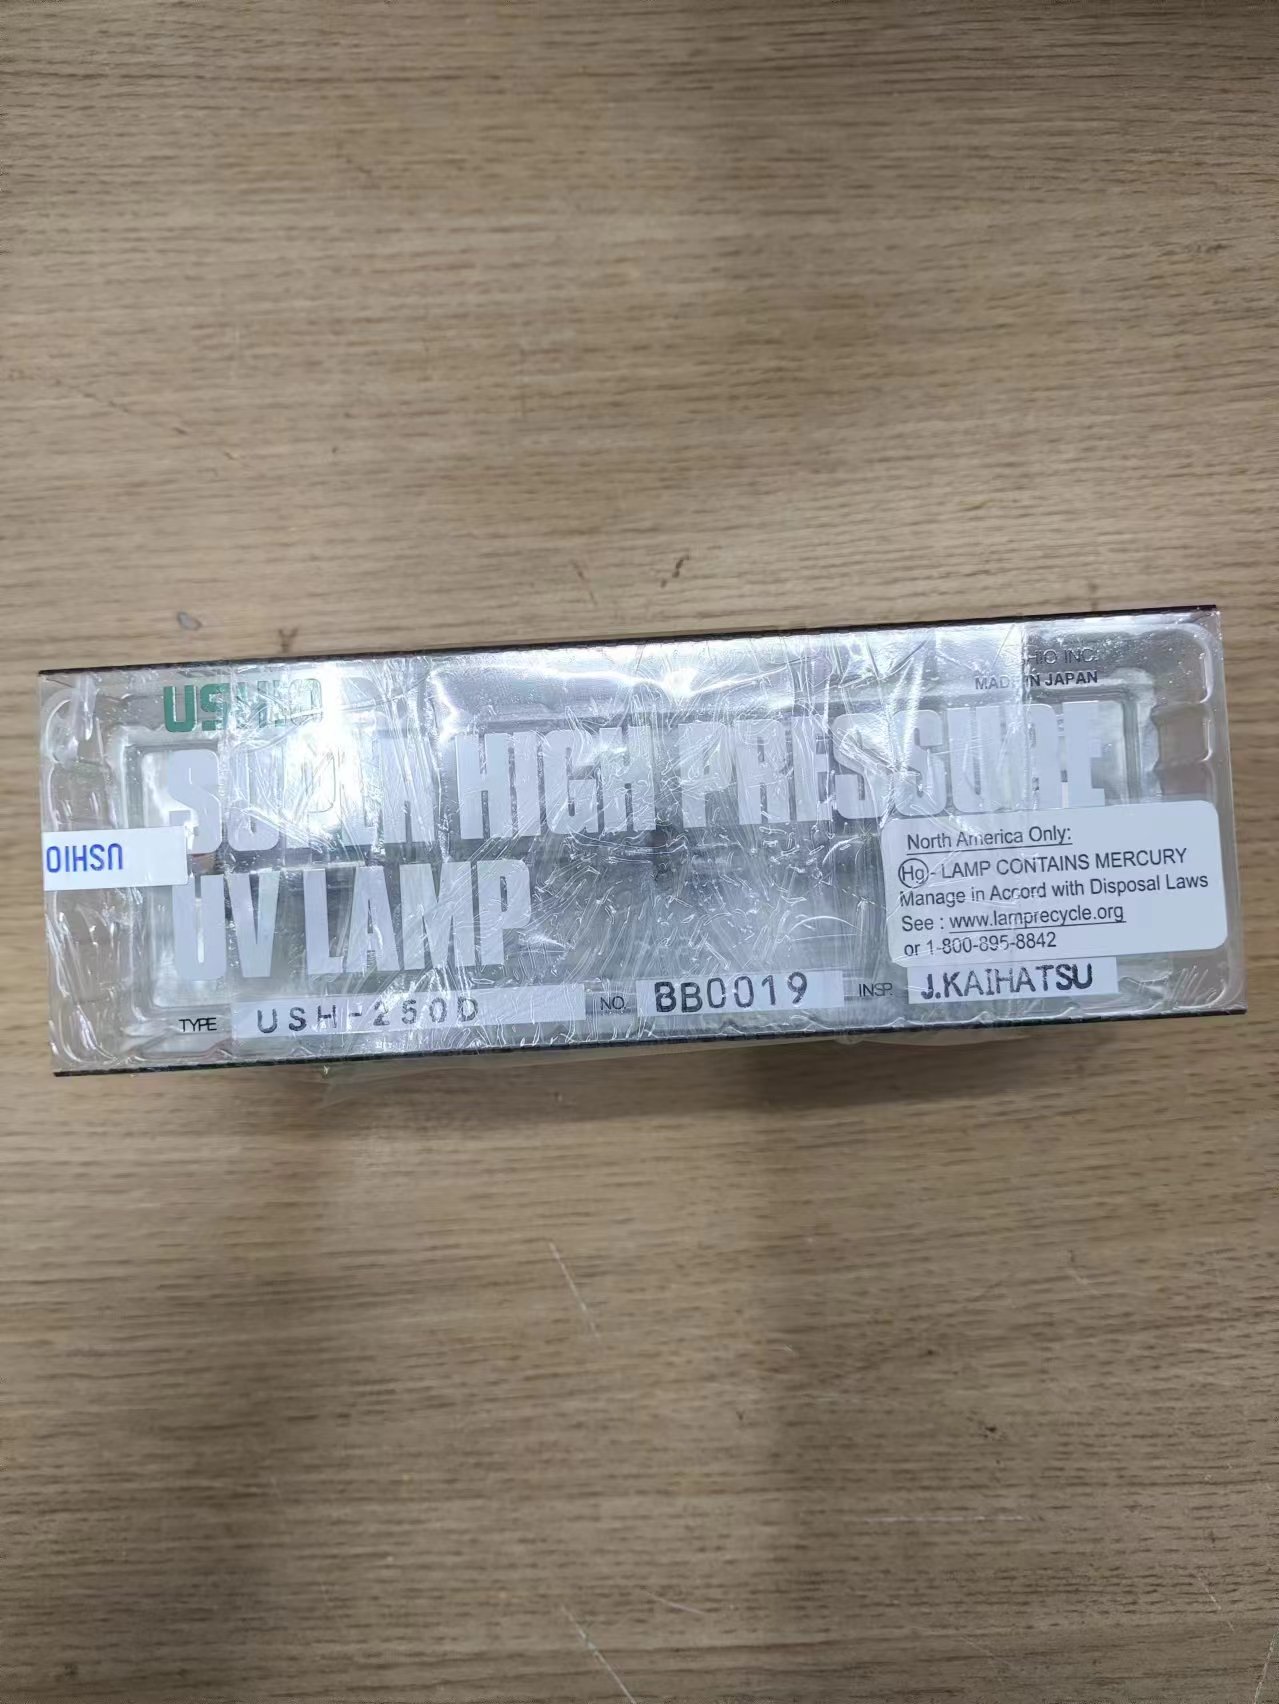 USHIO
USHIO INC.
MADE IN JAPAN
SUPER HIGH PRESSURE
UV LAMP
USHIO
North America Only:
Hg - LAMP CONTAINS MERCURY
Manage in Accord with Disposal Laws
See : www.lamprecycle.org
or 1-800-895-8842
TYPE USH-250D NO. BB0019 INSP. J.KAIHATSU